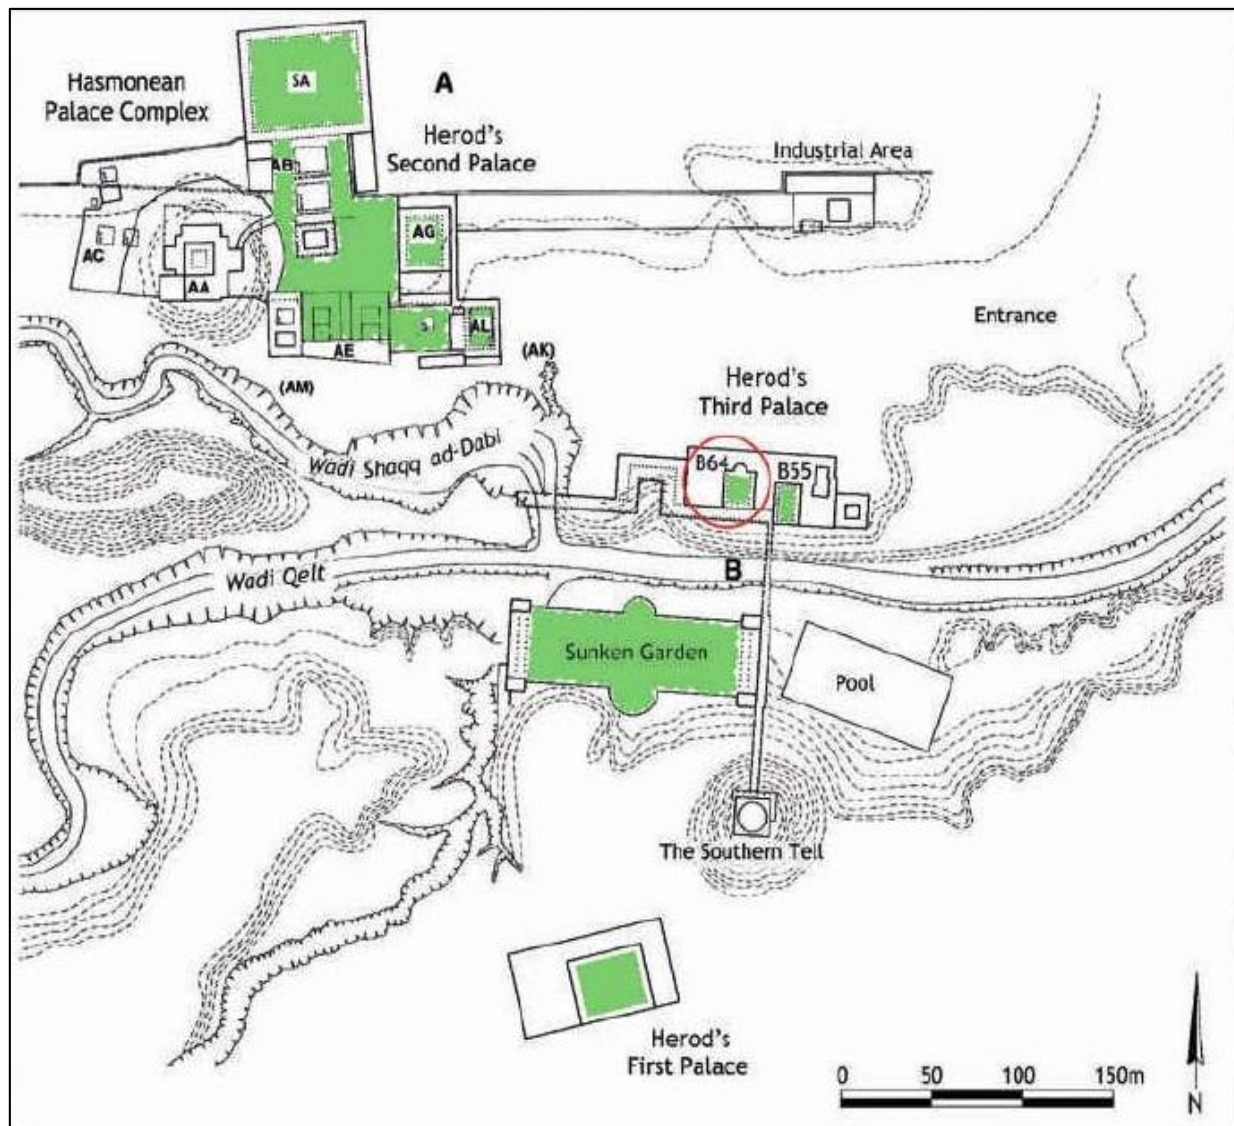 SA
A
Hasmonean
Palace Complex
Herod's
Second Palace
AB
Industrial Area
AC
AG
AA
S
AL
AE
(AM)
(AK)
Entrance
Herod's
Third Palace
Wadi Shaqq ad-Dabi
B64
B55
Wadi Qelt
B
Sunken Garden
Pool
The Southern Tell
Herod's
First Palace
0 50 100 150m
N